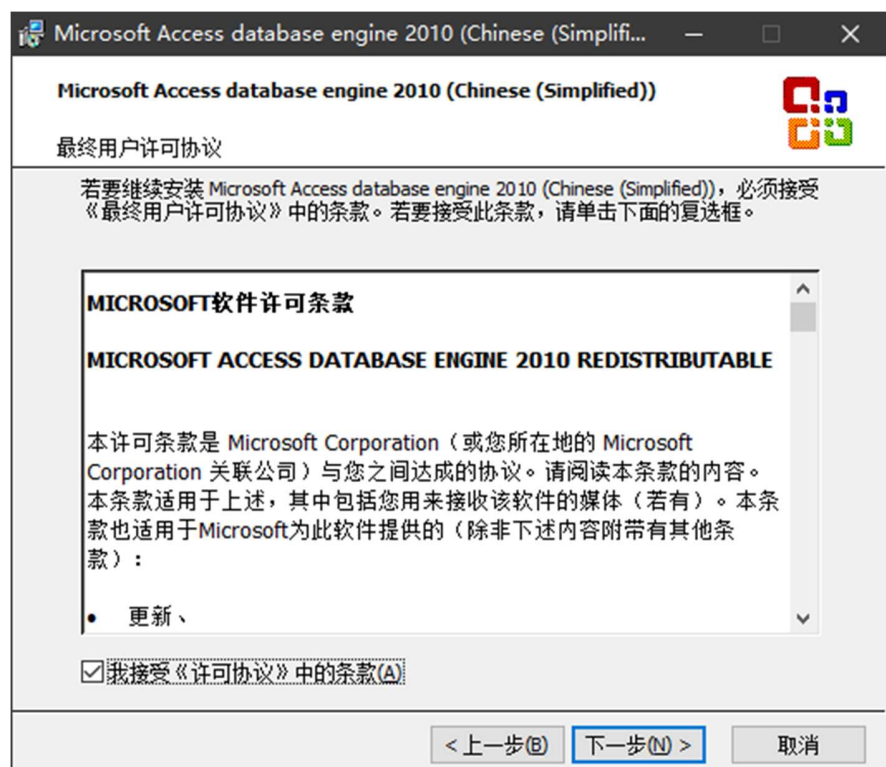 Microsoft Access database engine 2010 (Chinese (Simplifi...
Microsoft Access database engine 2010 (Chinese (Simplified))
最终用户许可协议
若要继续安装 Microsoft Access database engine 2010 (Chinese (Simplified))，必须接受
《最终用户许可协议》中的条款。若要接受此条款，请单击下面的复选框。
MICROSOFT软件许可条款
MICROSOFT ACCESS DATABASE ENGINE 2010 REDISTRIBUTABLE
本许可条款是 Microsoft Corporation（或您所在地的 Microsoft
Corporation 关联公司）与您之间达成的协议。请阅读本条款的内容。
本条款适用于上述，其中包括您用来接收该软件的媒体（若有）。本条
款也适用于Microsoft为此软件提供的（除非下述内容附带有其他条
款）：
• 更新、
我接受《许可协议》中的条款(A)
< 上一步(B) 下一步(N) > 取消